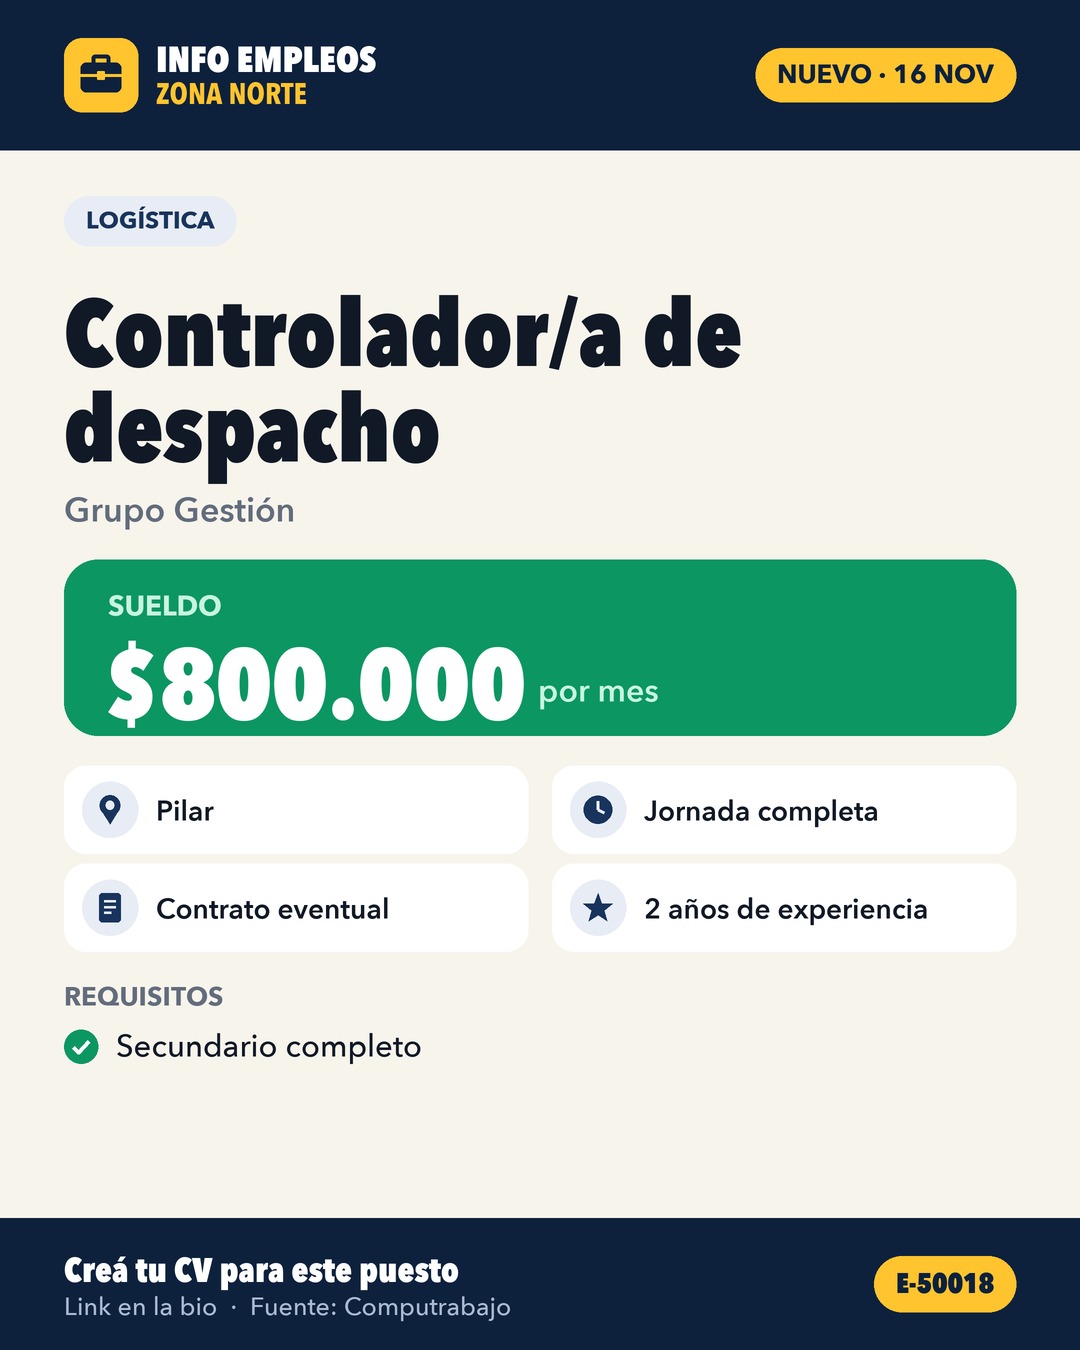 INFO EMPLEOS
ZONA NORTE
NUEVO · 16 NOV
LOGÍSTICA
Controlador/a de
despacho
Grupo Gestión
SUELDO
$800.000 por mes
Pilar
Jornada completa
Contrato eventual
2 años de experiencia
REQUISITOS
Secundario completo
Creá tu CV para este puesto
Link en la bio · Fuente: Computrabajo
E-50018